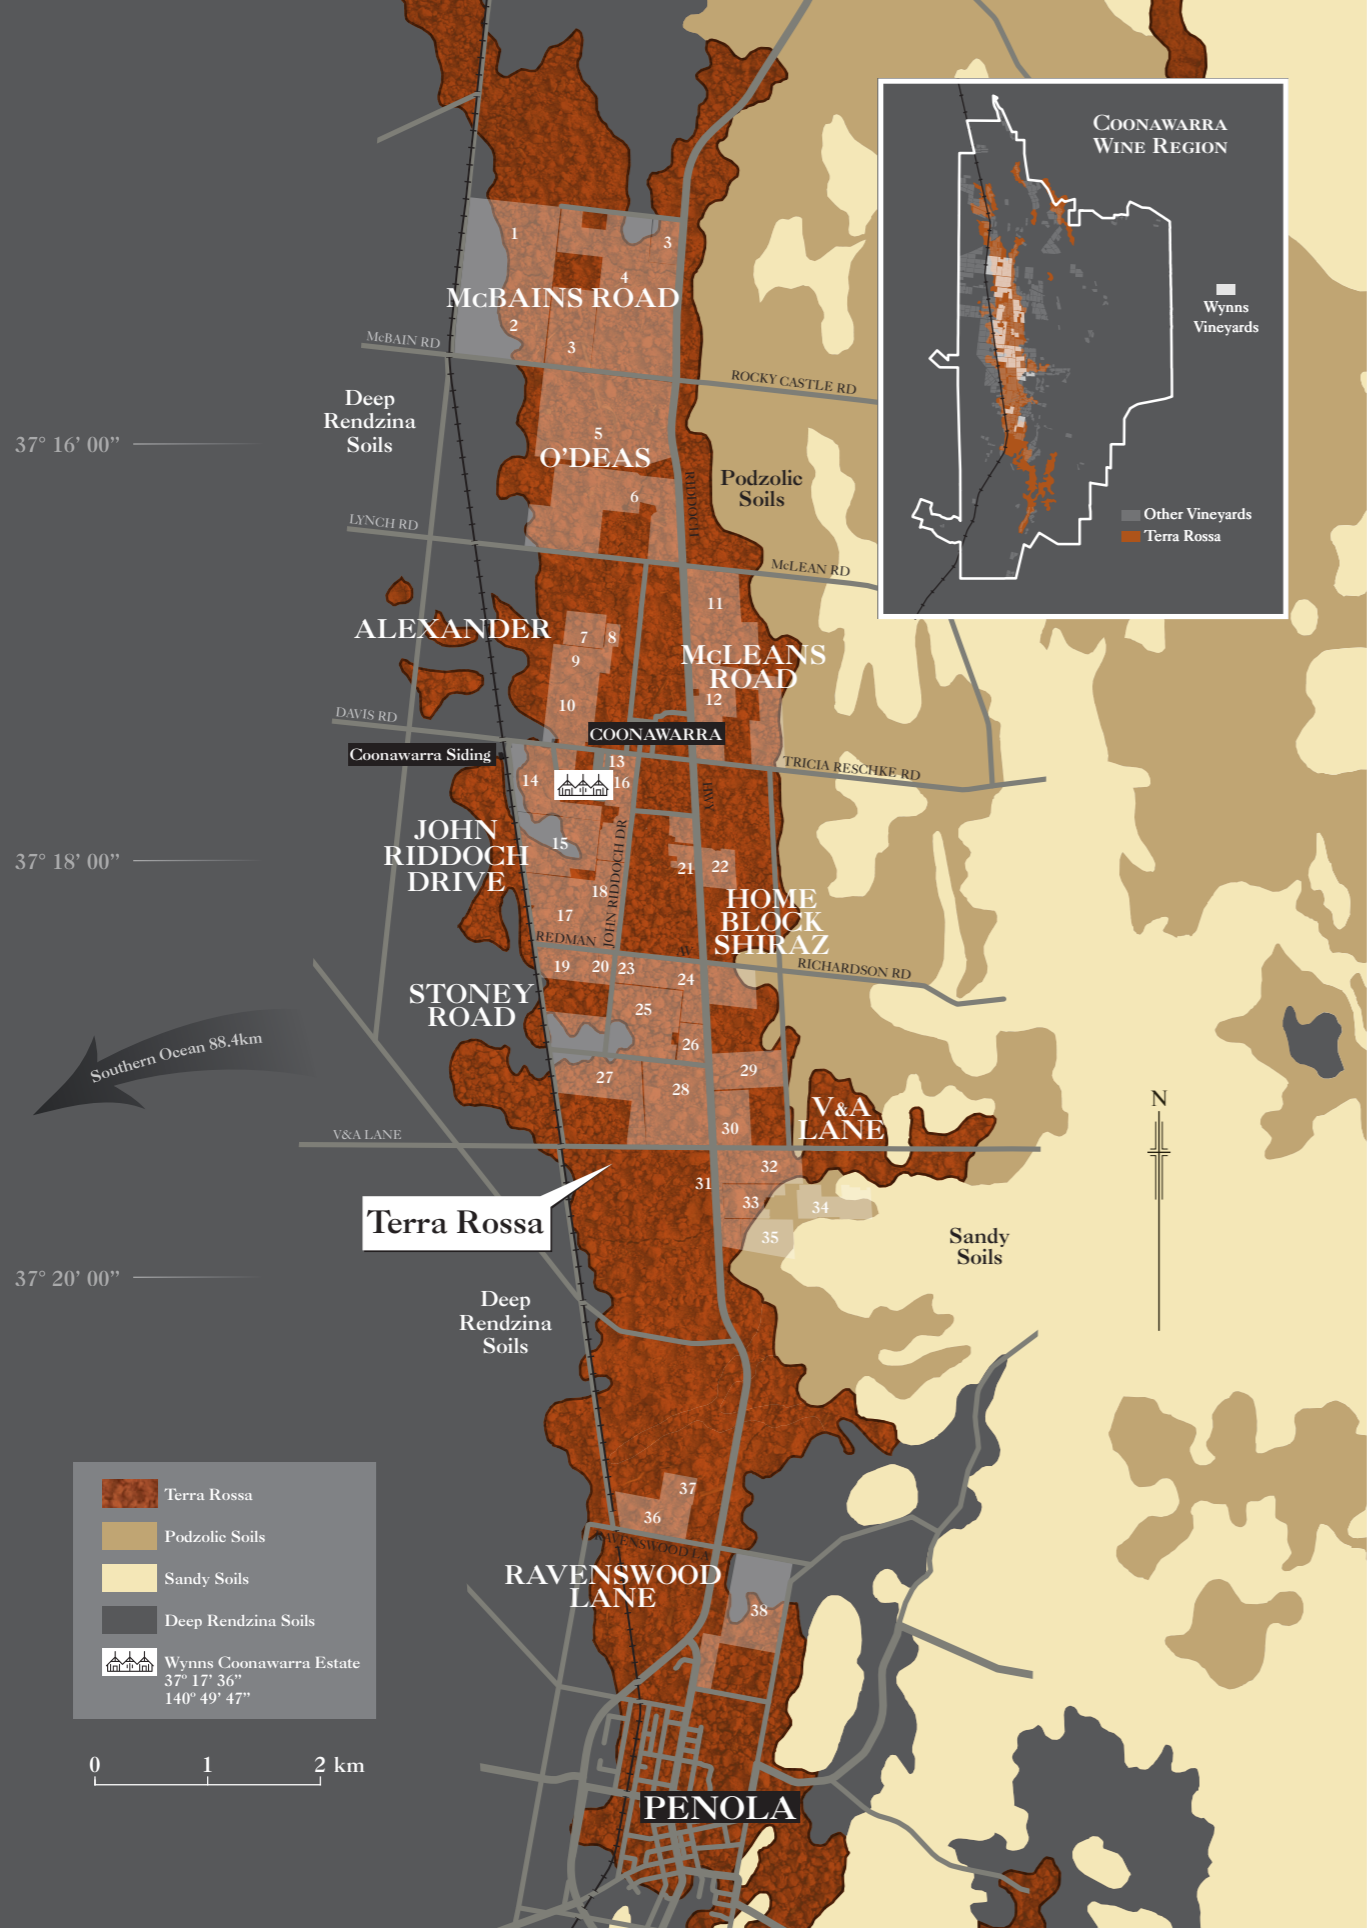 COONAWARRA
WINE REGION
Wynns
Vineyards
Other Vineyards
Terra Rossa
1
3
4
McBAINS ROAD
2
3
McBAIN RD
ROCKY CASTLE RD
Deep
Rendzina
Soils
37° 16' 00"
5
O'DEAS
6
RIDDOCH
Podzolic
Soils
LYNCH RD
McLEAN RD
11
ALEXANDER
7
8
9
10
McLEANS
ROAD
12
DAVIS RD
COONAWARRA
Coonawarra Siding
13
14
16
TRICIA RESCHKE RD
HWY
JOHN
RIDDOCH
DRIVE
15
JOHN RIDDOCH DR
37° 18' 00"
21
22
18
17
HOME
BLOCK
SHIRAZ
REDMAN
AV
RICHARDSON RD
19
20
23
24
STONEY
ROAD
25
26
Southern Ocean 88.4km
27
28
29
30
V&A
LANE
N
V&A LANE
32
31
33
34
35
Terra Rossa
Sandy
Soils
37° 20' 00"
Deep
Rendzina
Soils
37
36
RAVENSWOOD LA
RAVENSWOOD
LANE
38
Terra Rossa
Podzolic Soils
Sandy Soils
Deep Rendzina Soils
Wynns Coonawarra Estate
37° 17' 36"
140° 49' 47"
0
1
2 km
PENOLA